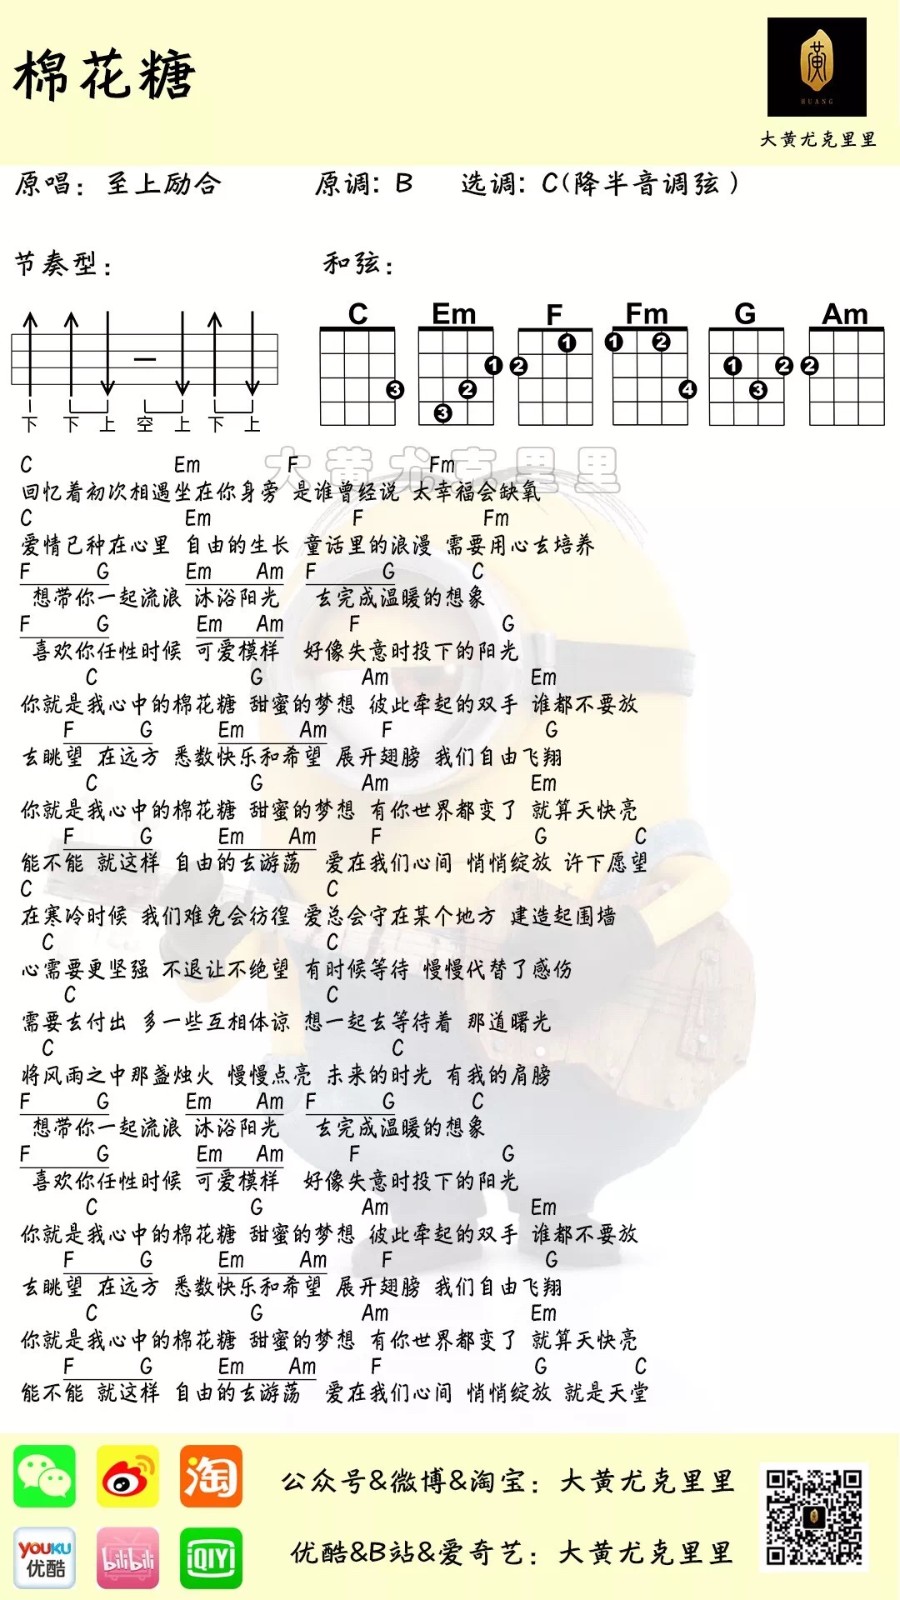 棉花糖
黄
HUANG
大黄尤克里里
原唱：至上励合 原调: B 选调: C(降半音调弦)
节奏型： 和弦：
C Em F Fm G Am
1 1 2 1 2 1 2 2
3 2 4 3
3
下 下 上 空 上 下 上
大黄尤克里里
C Em F Fm
回忆着初次相遇坐在你身旁 是谁曾经说 太幸福会缺氧
C Em F Fm
爱情已种在心里 自由的生长 童话里的浪漫 需要用心去培养
F G Em Am F G C
想带你一起流浪 沐浴阳光 去完成温暖的想象
F G Em Am F G
喜欢你任性时候 可爱模样 好像失意时投下的阳光
C G Am Em
你就是我心中的棉花糖 甜蜜的梦想 彼此牵起的双手 谁都不要放
F G Em Am F G
去眺望 在远方 悉数快乐和希望 展开翅膀 我们自由飞翔
C G Am Em
你就是我心中的棉花糖 甜蜜的梦想 有你世界都变了 就算天快亮
F G Em Am F G C
能不能 就这样 自由的去游荡 爱在我们心间 悄悄绽放 许下愿望
C C
在寒冷时候 我们难免会彷徨 爱总会守在某个地方 建造起围墙
C C
心需要更坚强 不退让不绝望 有时候等待 慢慢代替了感伤
C C
需要去付出 多一些互相体谅 想一起去等待着 那道曙光
C C
将风雨之中那盏烛火 慢慢点亮 未来的时光 有我的肩膀
F G Em Am F G C
想带你一起流浪 沐浴阳光 去完成温暖的想象
F G Em Am F G
喜欢你任性时候 可爱模样 好像失意时投下的阳光
C G Am Em
你就是我心中的棉花糖 甜蜜的梦想 彼此牵起的双手 谁都不要放
F G Em Am F G
去眺望 在远方 悉数快乐和希望 展开翅膀 我们自由飞翔
C G Am Em
你就是我心中的棉花糖 甜蜜的梦想 有你世界都变了 就算天快亮
F G Em Am F G C
能不能 就这样 自由的去游荡 爱在我们心间 悄悄绽放 就是天堂
淘
公众号&微博&淘宝：大黄尤克里里
YOUKU
优酷
bilibili
iQIYI
优酷&B站&爱奇艺：大黄尤克里里